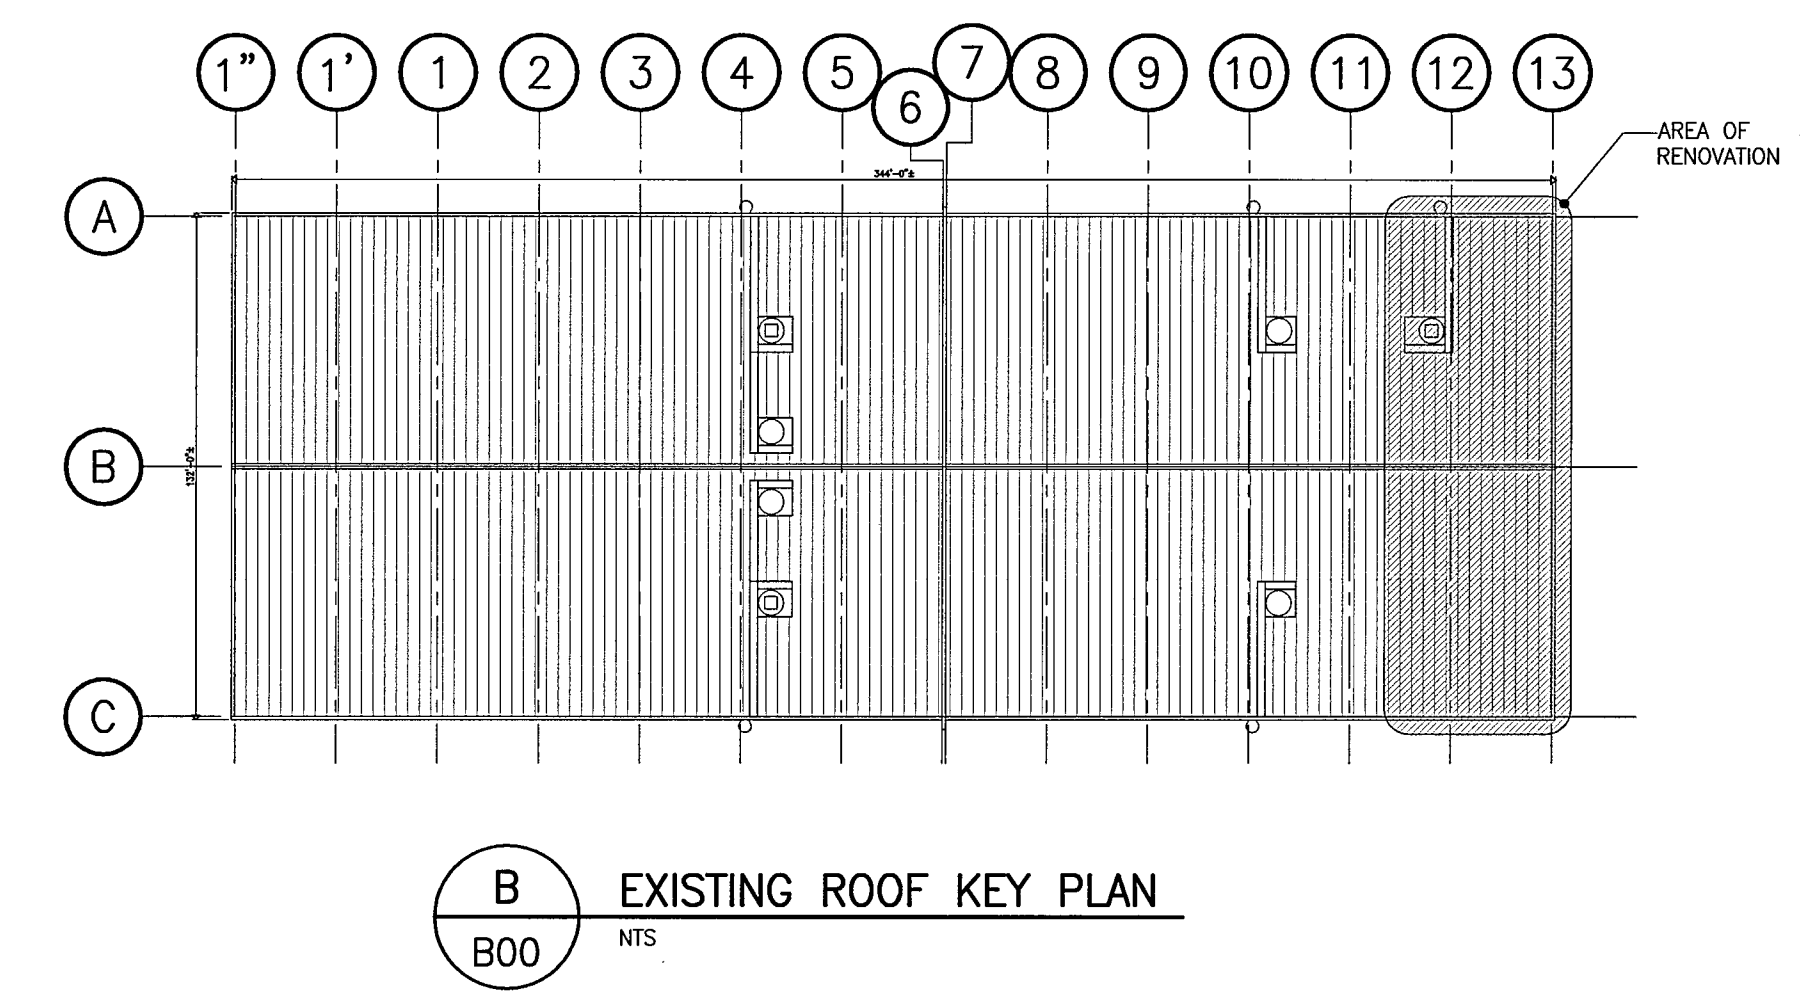 1" 1' 1 2 3 4 5 6 7 8 9 10 11 12 13
AREA OF
RENOVATION
344'-0"±
A
132'-0"±
B
C
B
EXISTING ROOF KEY PLAN
B00
NTS